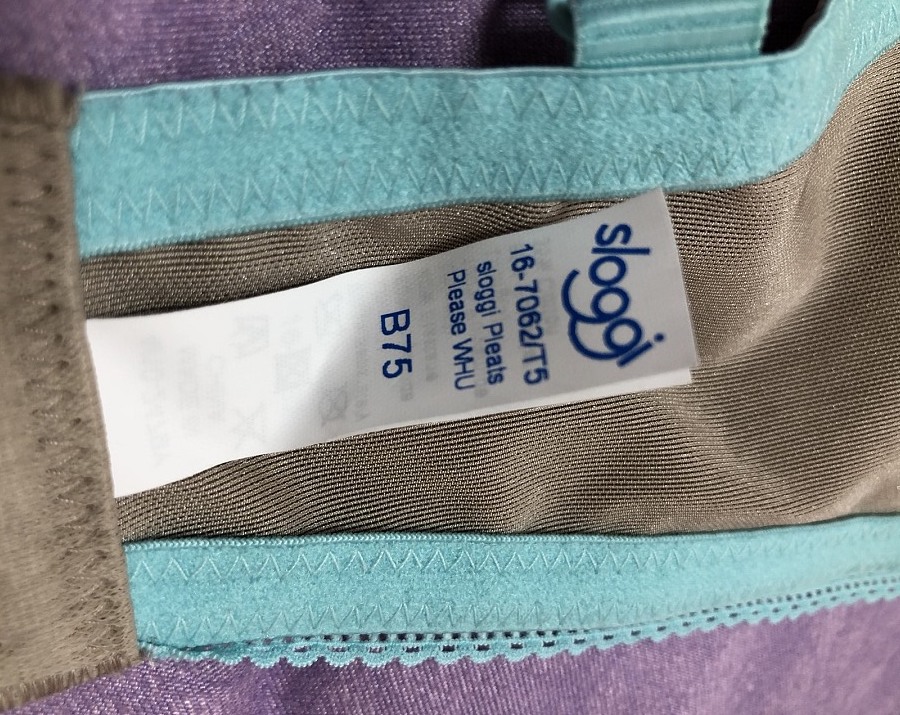 sloggi
16-7062/T5
sloggi Pleats
Please WHU
B75